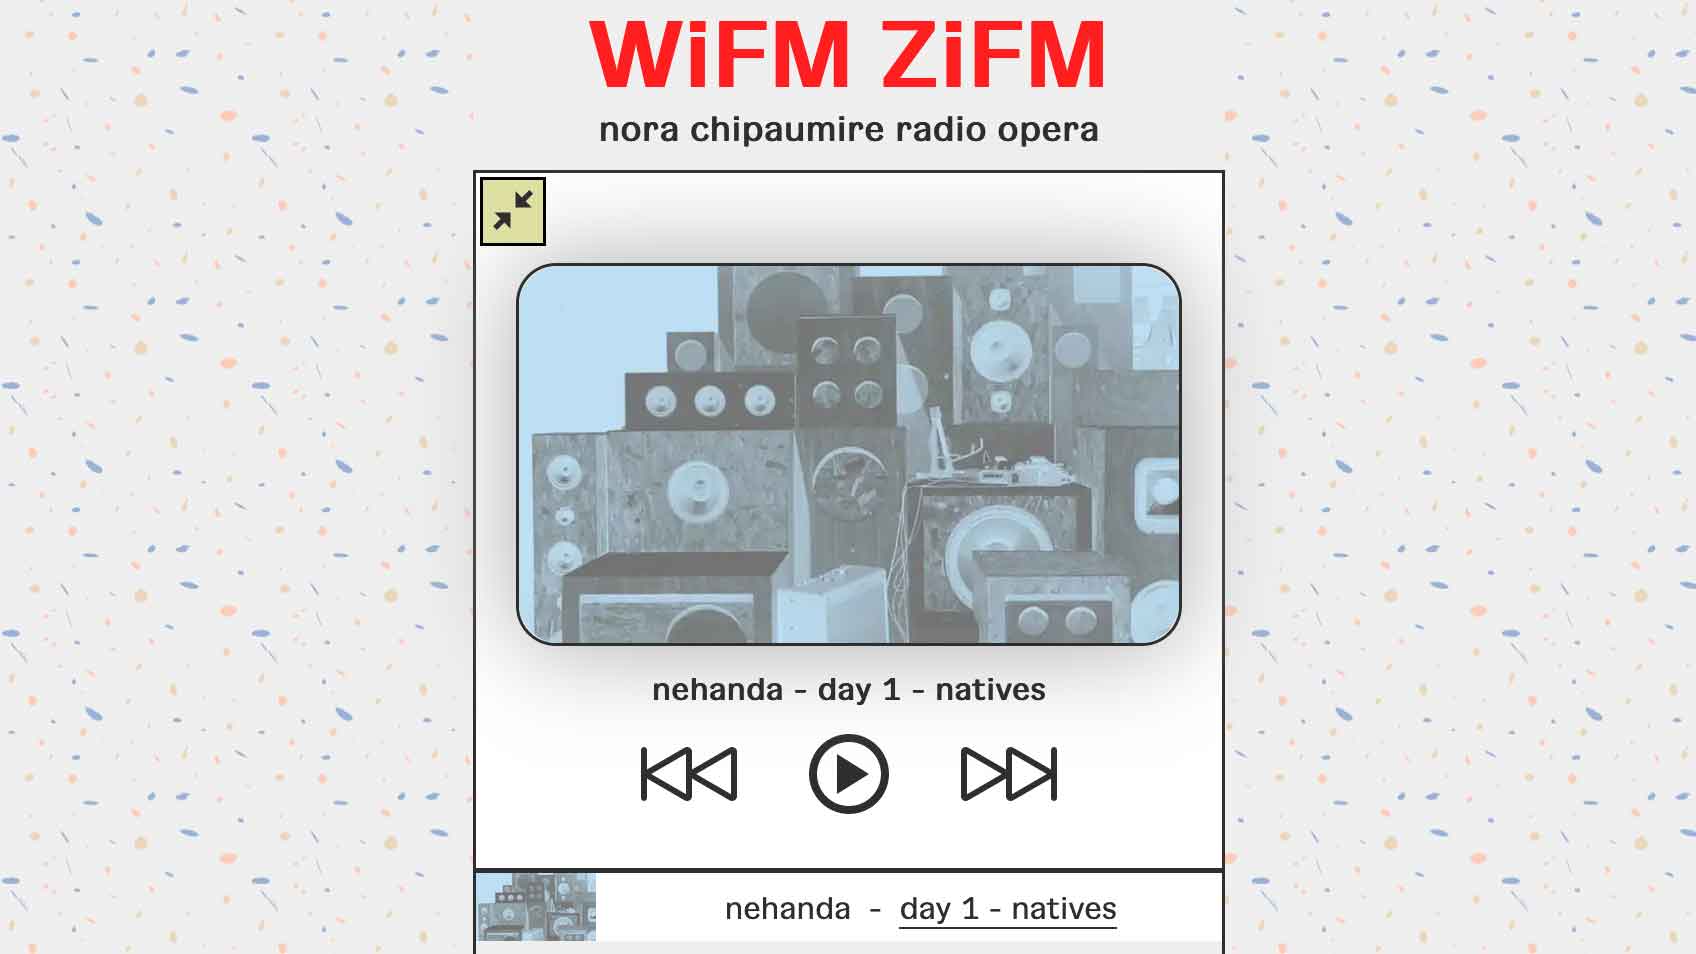 WiFM ZiFM
nora chipaumire radio opera
nehanda - day 1 - natives
nehanda - day 1 - natives